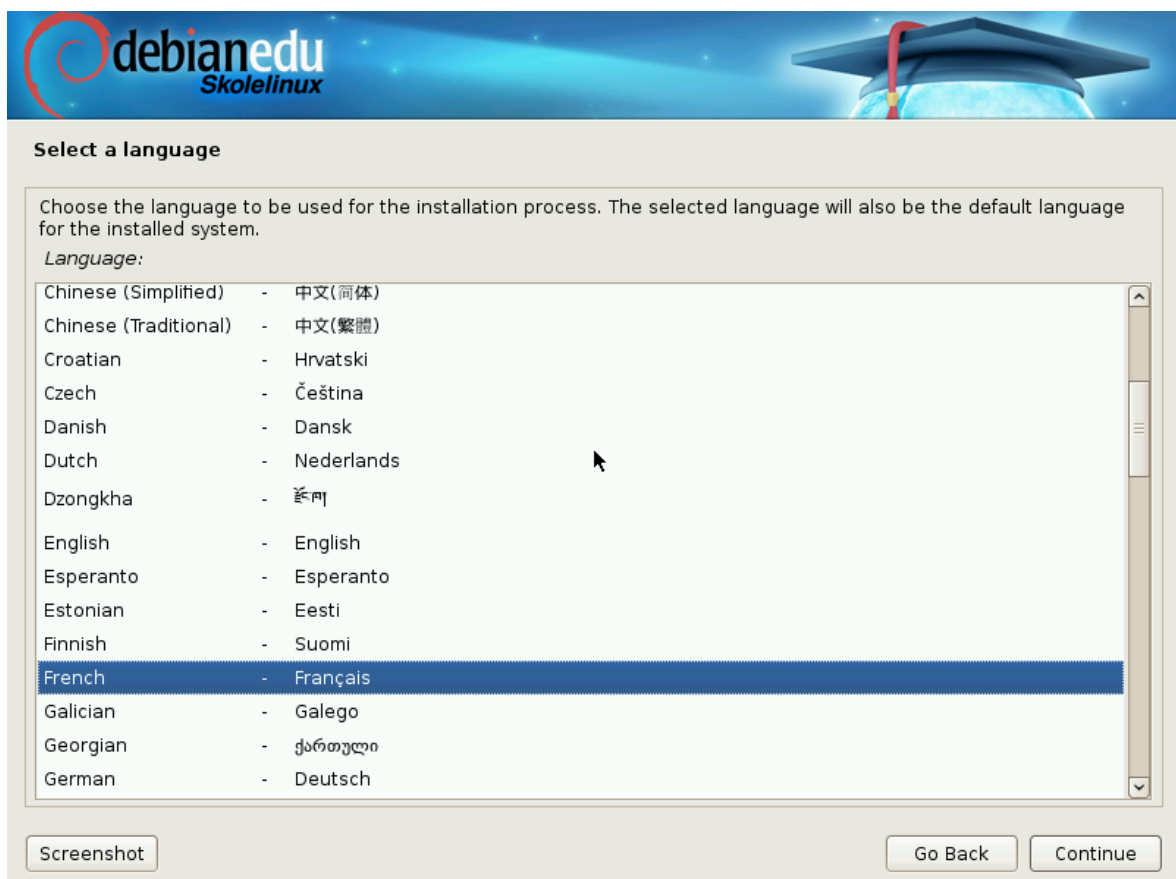 debianedu
Skolelinux
Select a language
Choose the language to be used for the installation process. The selected language will also be the default language
for the installed system.
Language:
Chinese (Simplified) - 中文(简体)
Chinese (Traditional) - 中文(繁體)
Croatian - Hrvatski
Czech - Čeština
Danish - Dansk
Dutch - Nederlands
Dzongkha - རྫོང་ཁ།
English - English
Esperanto - Esperanto
Estonian - Eesti
Finnish - Suomi
French - Français
Galician - Galego
Georgian - ქართული
German - Deutsch
Screenshot Go Back Continue